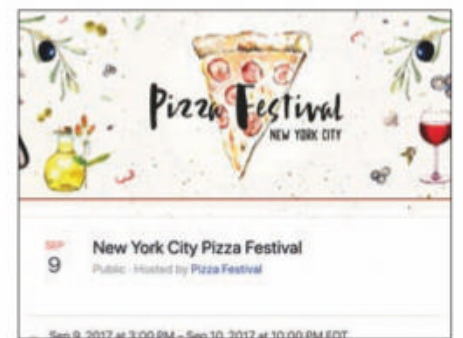 Pizza Festival
NEW YORK CITY
SEP
9
New York City Pizza Festival
Public · Hosted by Pizza Festival
Sep 9, 2017 at 3:00 PM – Sep 10, 2017 at 10:00 PM EDT